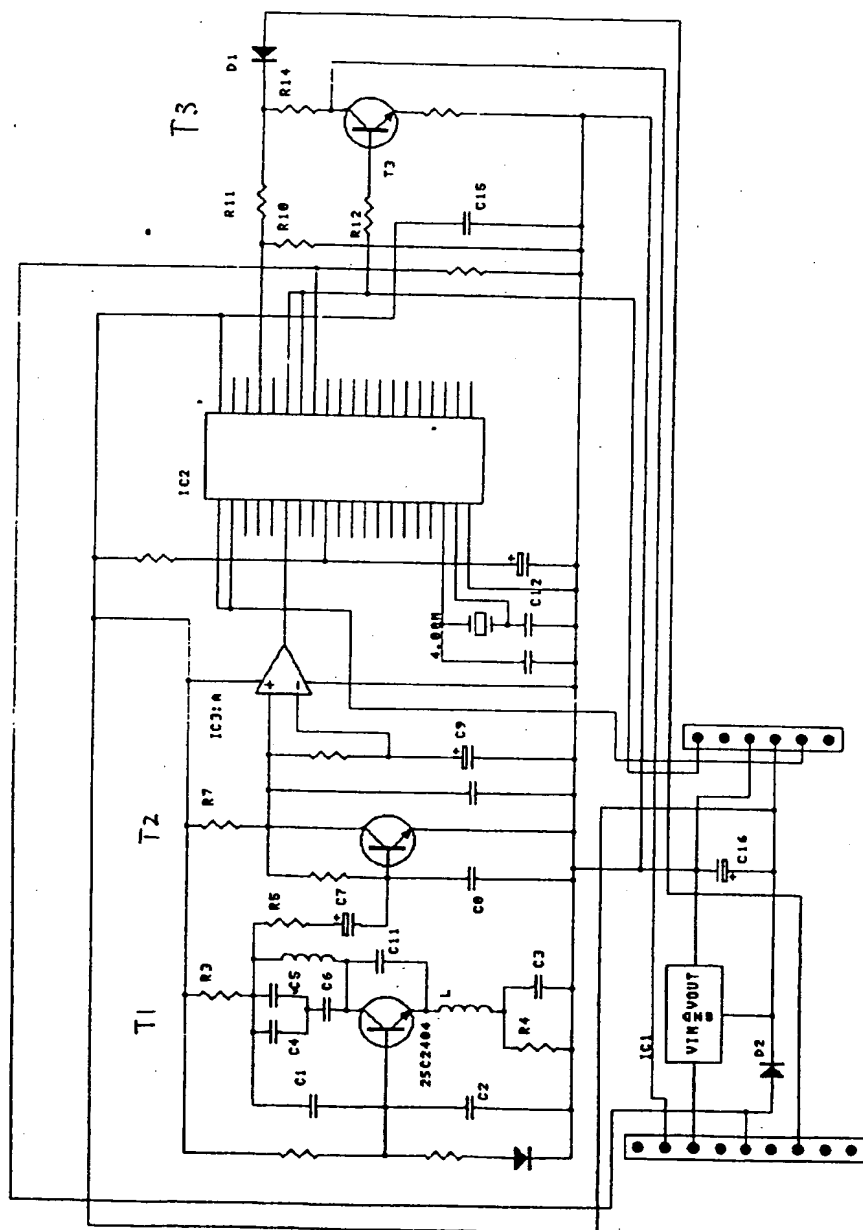 D1
R14
T3
T3
R11
R10
R12
C15
IC2
+
C12
4.00M
IC3:A
+
-
+
C9
R7
T2
R5
+
C7
C8
C11
R3
C5
C6
L
C3
T1
C4
2SC2404
R4
C1
C2
C16
+
IC1
VIN VOUT
D2